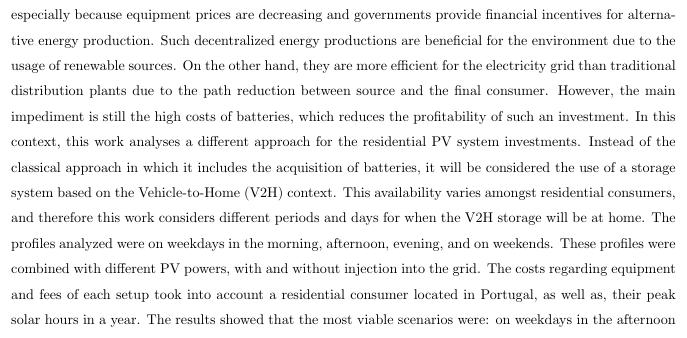 especially because equipment prices are decreasing and governments provide financial incentives for alterna-
tive energy production. Such decentralized energy productions are beneficial for the environment due to the
usage of renewable sources. On the other hand, they are more efficient for the electricity grid than traditional
distribution plants due to the path reduction between source and the final consumer. However, the main
impediment is still the high costs of batteries, which reduces the profitability of such an investment. In this
context, this work analyses a different approach for the residential PV system investments. Instead of the
classical approach in which it includes the acquisition of batteries, it will be considered the use of a storage
system based on the Vehicle-to-Home (V2H) context. This availability varies amongst residential consumers,
and therefore this work considers different periods and days for when the V2H storage will be at home. The
profiles analyzed were on weekdays in the morning, afternoon, evening, and on weekends. These profiles were
combined with different PV powers, with and without injection into the grid. The costs regarding equipment
and fees of each setup took into account a residential consumer located in Portugal, as well as, their peak
solar hours in a year. The results showed that the most viable scenarios were: on weekdays in the afternoon